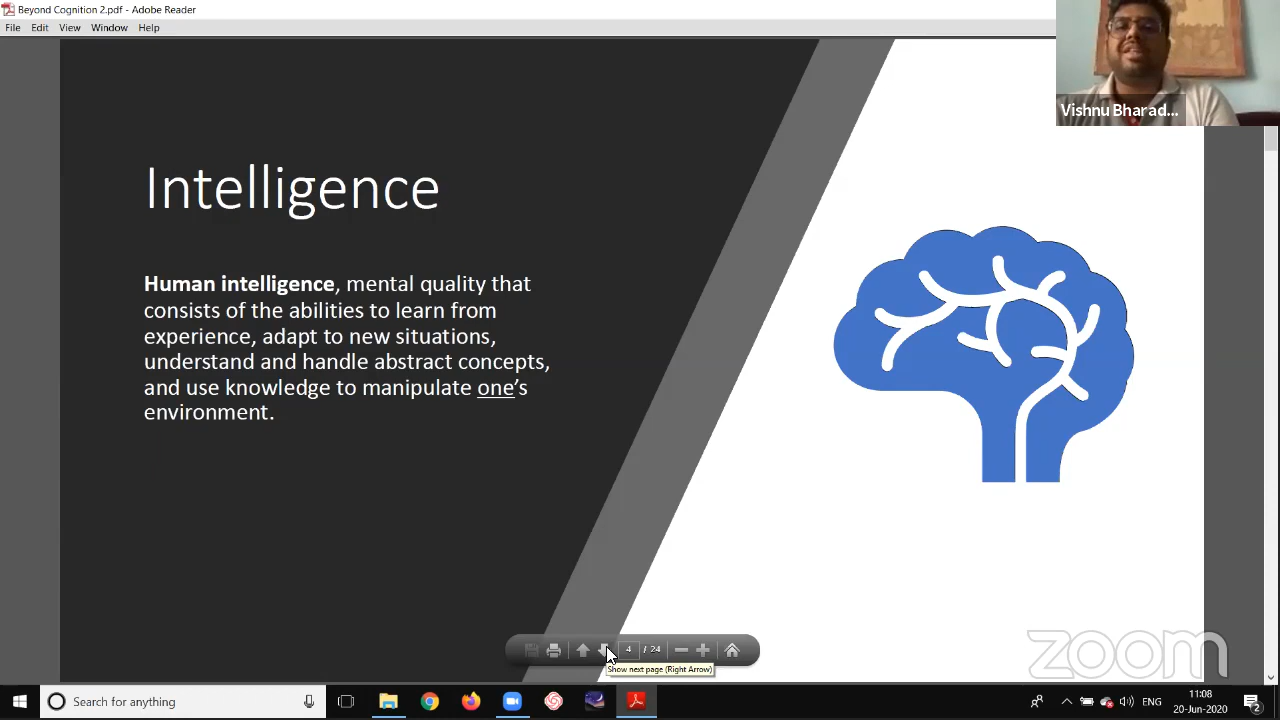 Beyond Cognition 2.pdf - Adobe Reader
File Edit View Window Help
Vishnu Bharad...
Intelligence
Human intelligence, mental quality that
consists of the abilities to learn from
experience, adapt to new situations,
understand and handle abstract concepts,
and use knowledge to manipulate one's
environment.
4 / 24
Show next page (Right Arrow)
zoom
Search for anything
ENG
11:08
20-Jun-2020
2